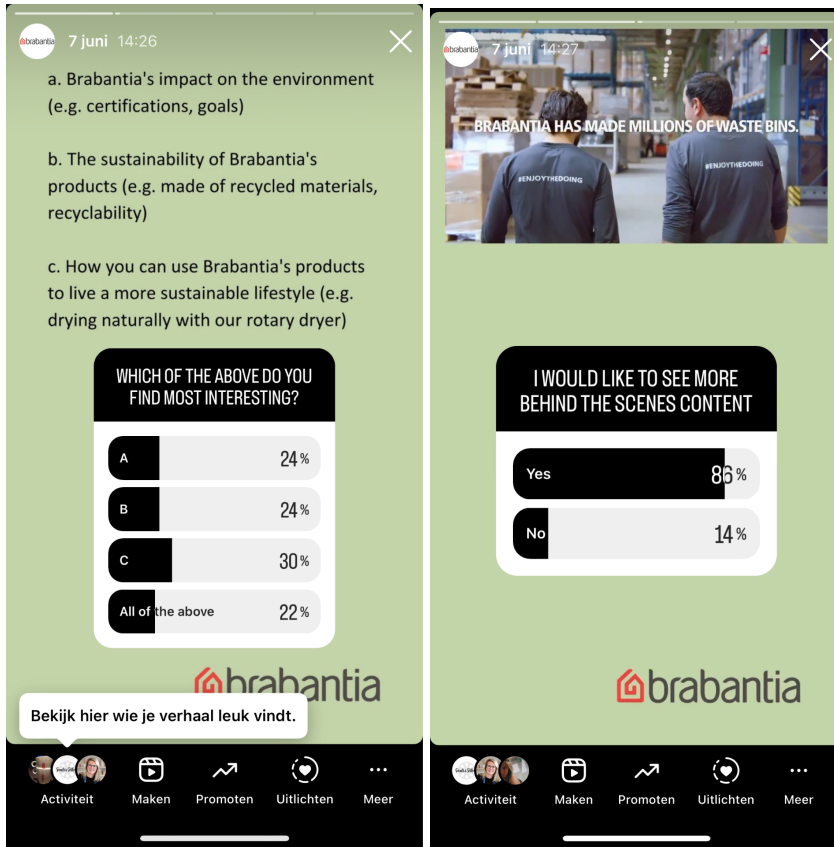 brabantia 7 juni 14:26
a. Brabantia's impact on the environment
(e.g. certifications, goals)
b. The sustainability of Brabantia's
products (e.g. made of recycled materials,
recyclability)
c. How you can use Brabantia's products
to live a more sustainable lifestyle (e.g.
drying naturally with our rotary dryer)
WHICH OF THE ABOVE DO YOU
FIND MOST INTERESTING?
A 24%
B 24%
C 30%
All of the above 22%
brabantia
Bekijk hier wie je verhaal leuk vindt.
Activiteit Maken Promoten Uitlichten Meer
brabantia 7 juni 14:27
BRABANTIA HAS MADE MILLIONS OF WASTE BINS.
#ENJOYTHEDOING
#ENJOYTHEDOING
I WOULD LIKE TO SEE MORE
BEHIND THE SCENES CONTENT
Yes 86%
No 14%
brabantia
Activiteit Maken Promoten Uitlichten Meer